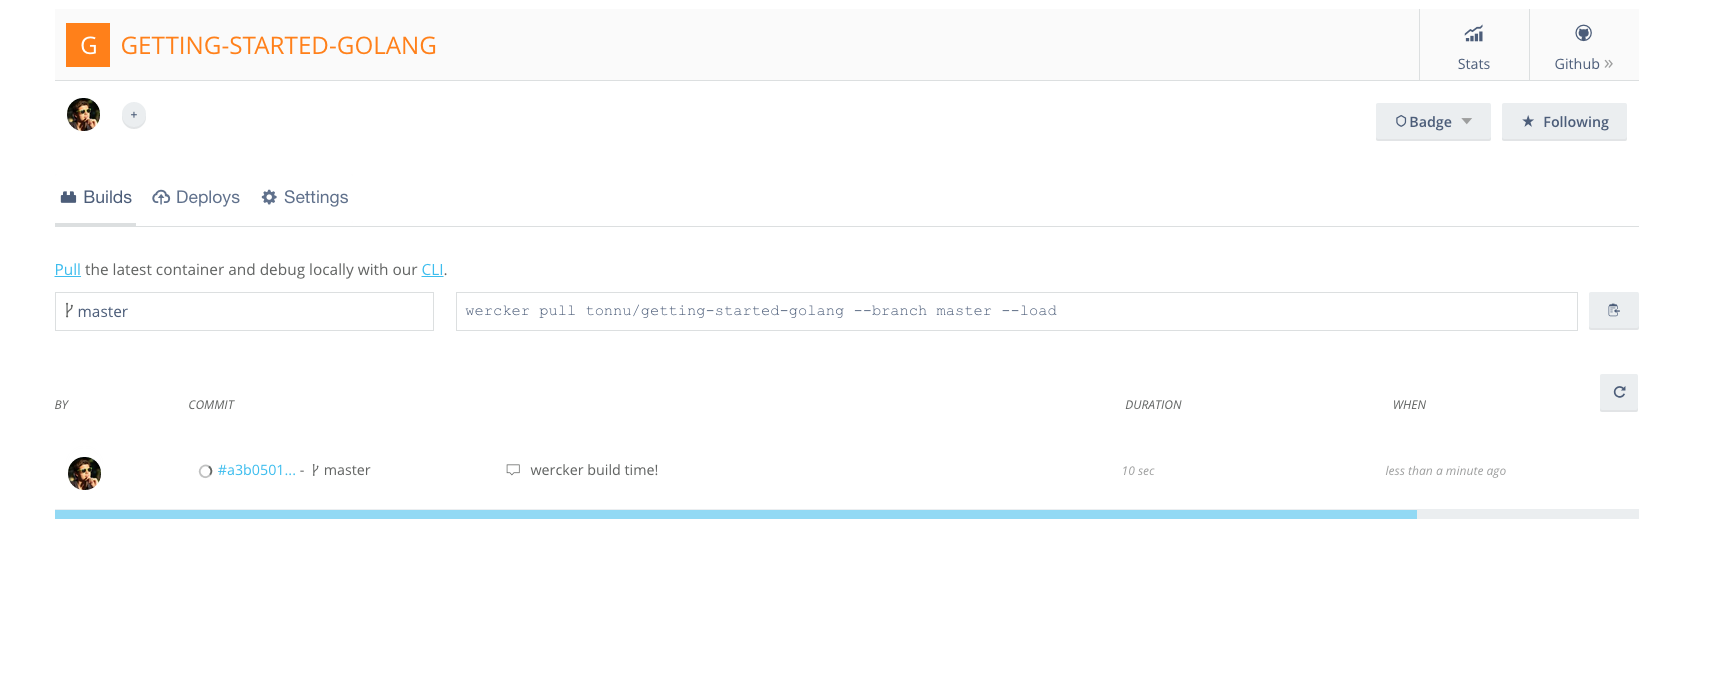 G GETTING-STARTED-GOLANG
Stats
Github »
+
Badge
Following
Builds Deploys Settings
Pull the latest container and debug locally with our CLI.
master
wercker pull tonnu/getting-started-golang --branch master --load
BY COMMIT DURATION WHEN
#a3b0501... - master wercker build time! 10 sec less than a minute ago